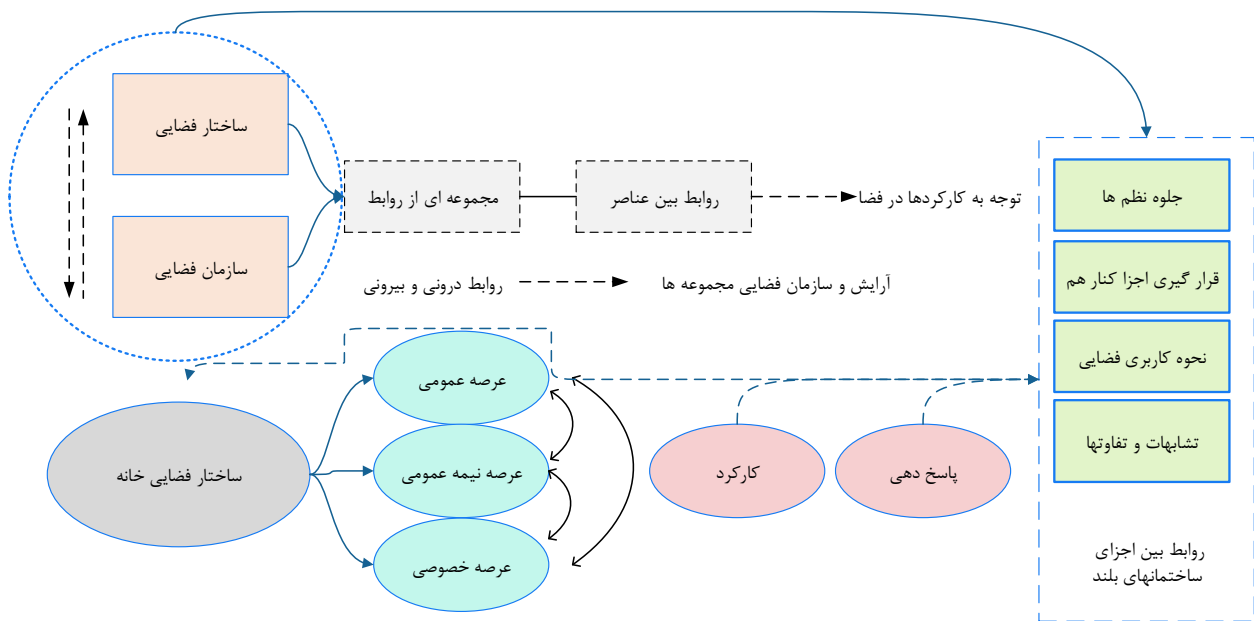 ساختار فضایی
سازمان فضایی
مجموعه ای از روابط
روابط بین عناصر
توجه به کارکردها در فضا
روابط درونی و بیرونی
آرایش و سازمان فضایی مجموعه ها
جلوه نظم ها
قرار گیری اجزا کنار هم
نحوه کاربری فضایی
تشابهات و تفاوتها
روابط بین اجزای
ساختمانهای بلند
ساختار فضایی خانه
عرصه عمومی
عرصه نیمه عمومی
عرصه خصوصی
کارکرد
پاسخ دهی